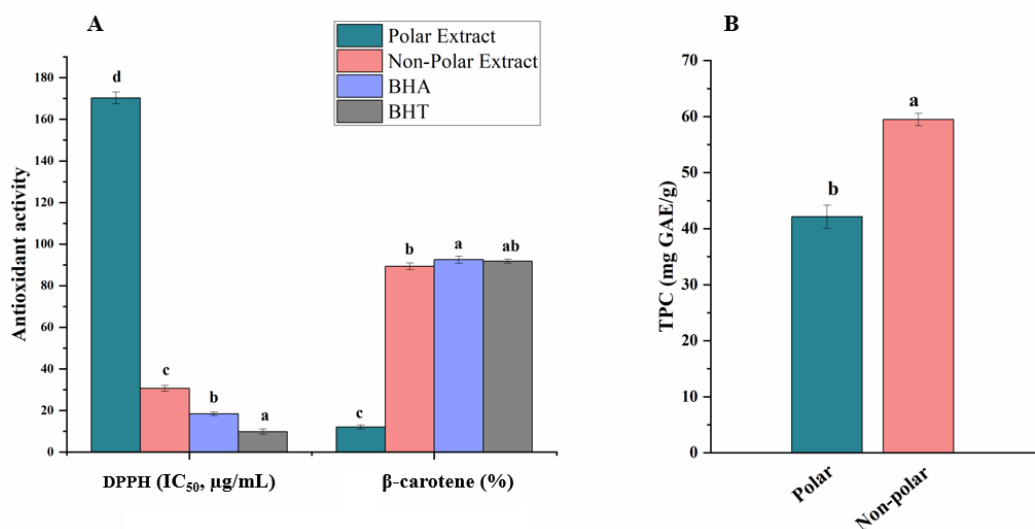 A
Polar Extract
Non-Polar Extract
BHA
BHT
Antioxidant activity
180
160
140
120
100
80
60
40
20
0
d
c
b
a
c
b
a
ab
DPPH (IC₅₀, µg/mL)
β-carotene (%)
B
TPC (mg GAE/g)
70
60
50
40
30
20
10
0
b
a
Polar
Non-polar